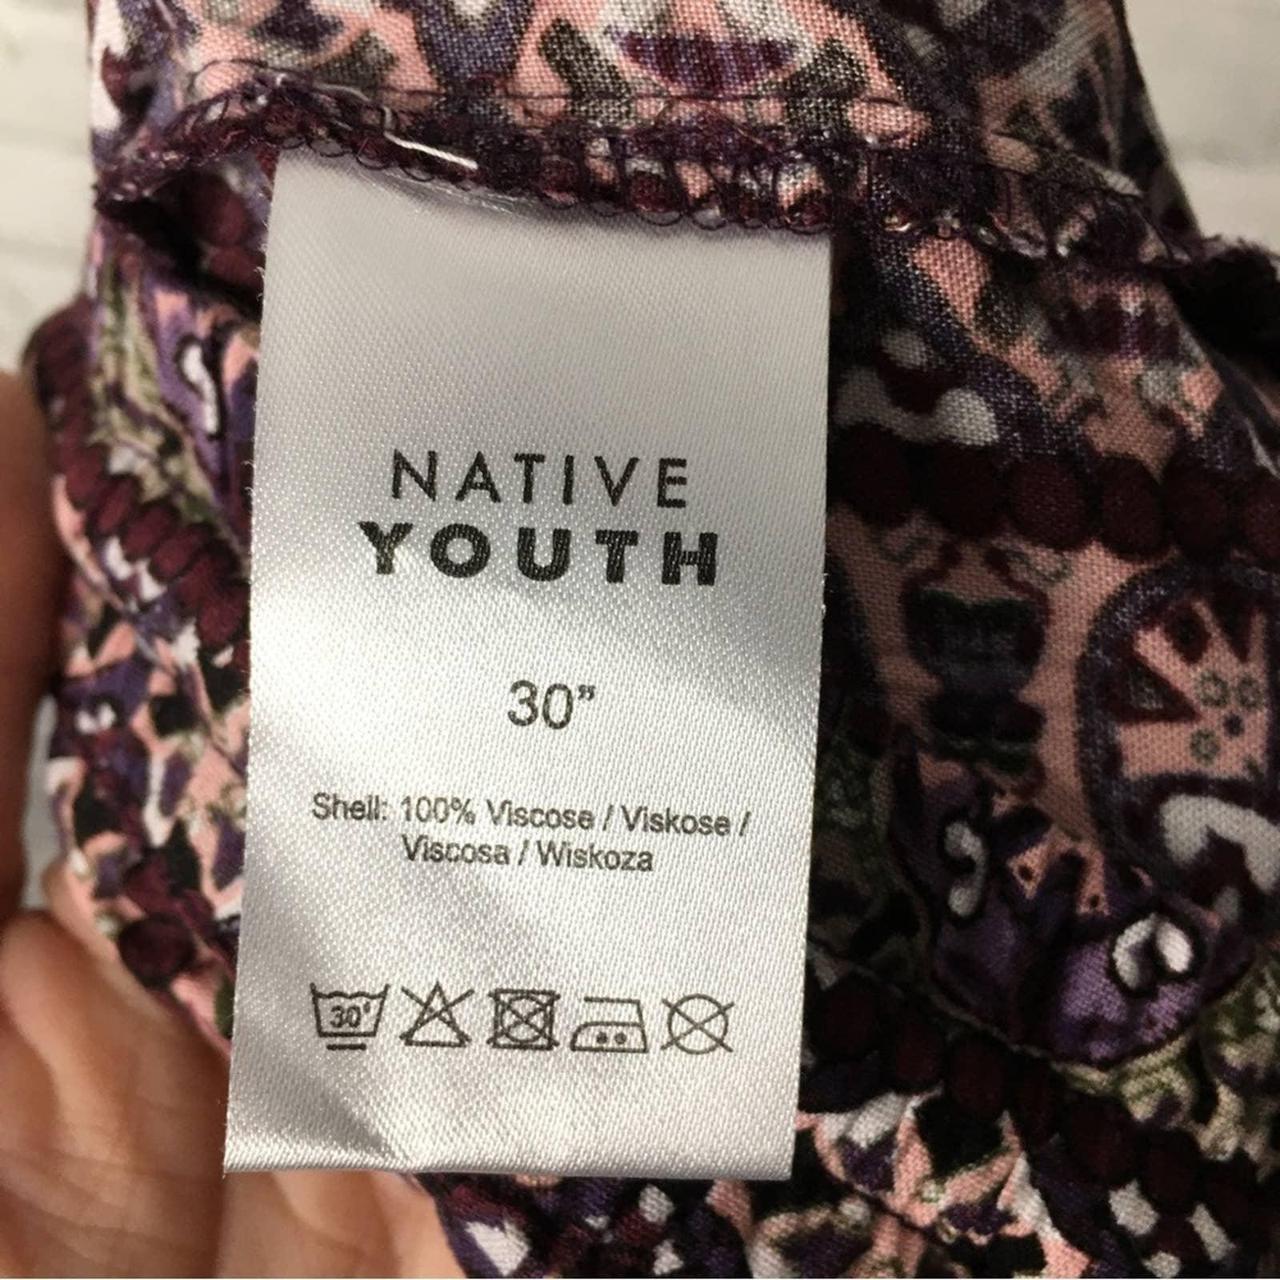 NATIVE
YOUTH
30”
Shell: 100% Viscose / Viskose /
Viscosa / Wiskoza
30°